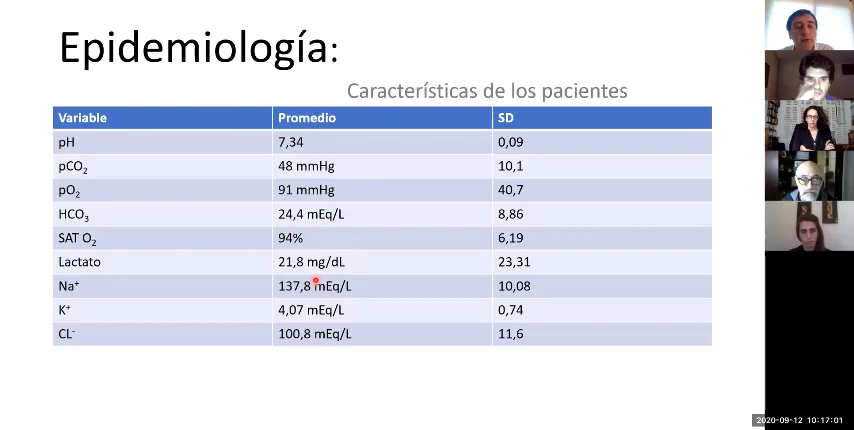 Epidemiología:
Características de los pacientes
Variable Promedio SD
pH 7,34 0,09
pCO₂ 48 mmHg 10,1
pO₂ 91 mmHg 40,7
HCO₃ 24,4 mEq/L 8,86
SAT O₂ 94% 6,19
Lactato 21,8 mg/dL 23,31
Na⁺ 137,8 mEq/L 10,08
K⁺ 4,07 mEq/L 0,74
CL⁻ 100,8 mEq/L 11,6
2020-09-12 10:17:01